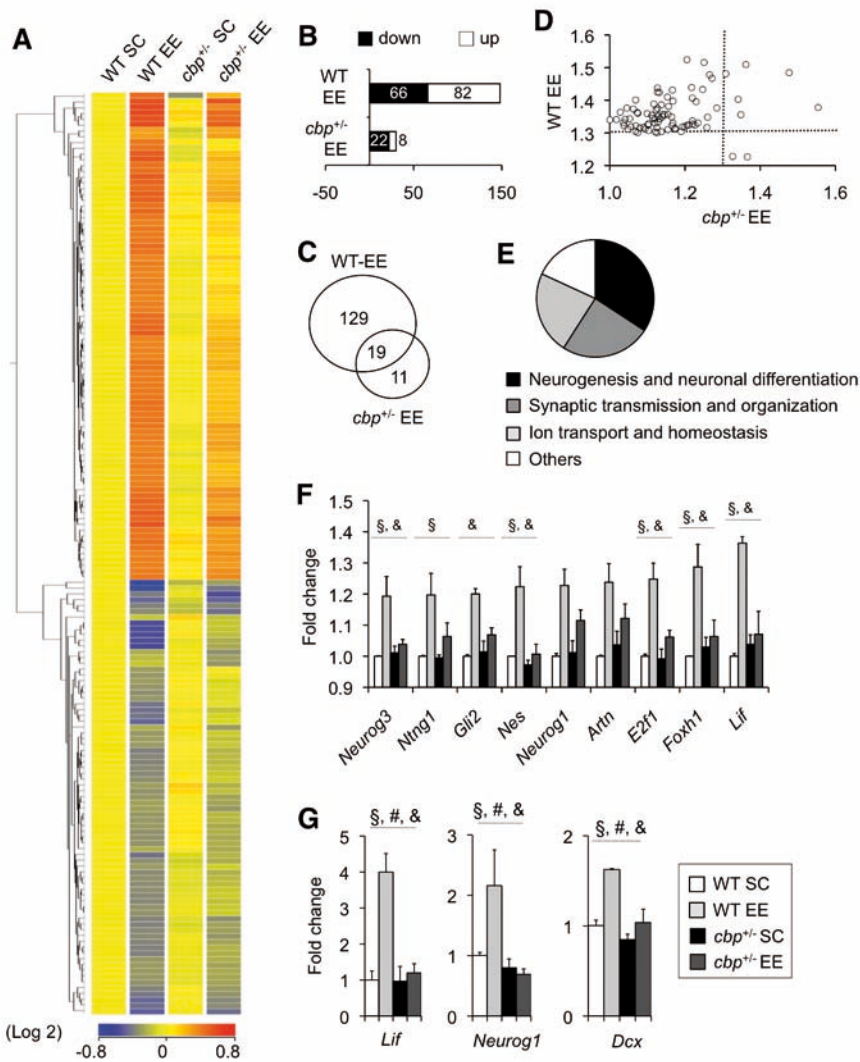 A
WT SC
WT EE
cbp+/- SC
cbp+/- EE
(Log 2)
-0.8
0
0.8
B
down
up
WT
EE
66
82
cbp+/-
EE
22
8
-50
50
150
C
WT-EE
129
19
11
cbp+/- EE
D
WT EE
1.6
1.5
1.4
1.3
1.2
1.0
1.2
1.4
1.6
cbp+/- EE
E
Neurogenesis and neuronal differentiation
Synaptic transmission and organization
Ion transport and homeostasis
Others
F
Fold change
1.5
1.4
1.3
1.2
1.1
1.0
0.9
§, &
§
&
§, &
§, &
§, &
§, &
Neurog3
Ntng1
Gli2
Nes
Neurog1
Artn
E2f1
Foxh1
Lif
G
Fold change
5
4
3
2
1
0
§, #, &
Lif
3
2
1
0
§, #, &
Neurog1
2
1
0
§, #, &
Dcx
WT SC
WT EE
cbp+/- SC
cbp+/- EE